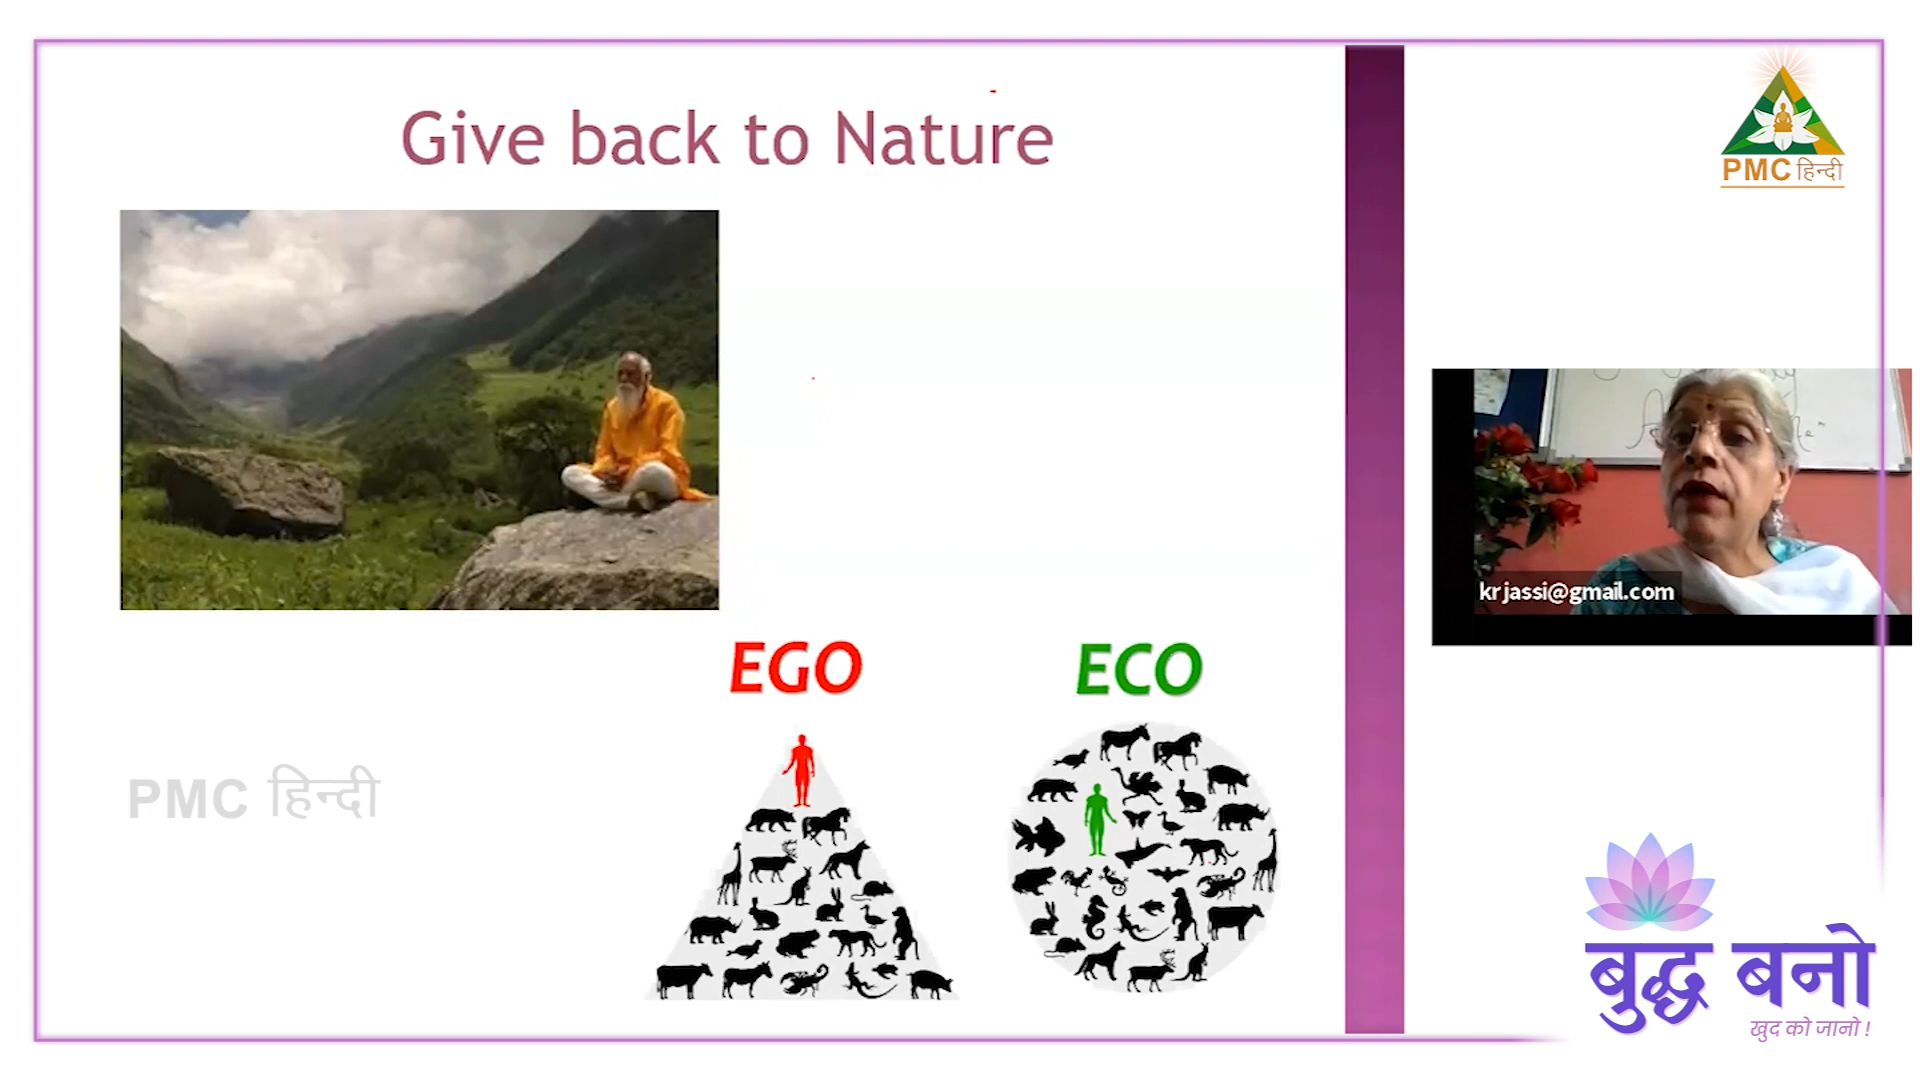 Give back to Nature
PMC हिन्दी
krjassi@gmail.com
EGO
ECO
PMC हिन्दी
बुद्ध बनो
खुद को जानो !